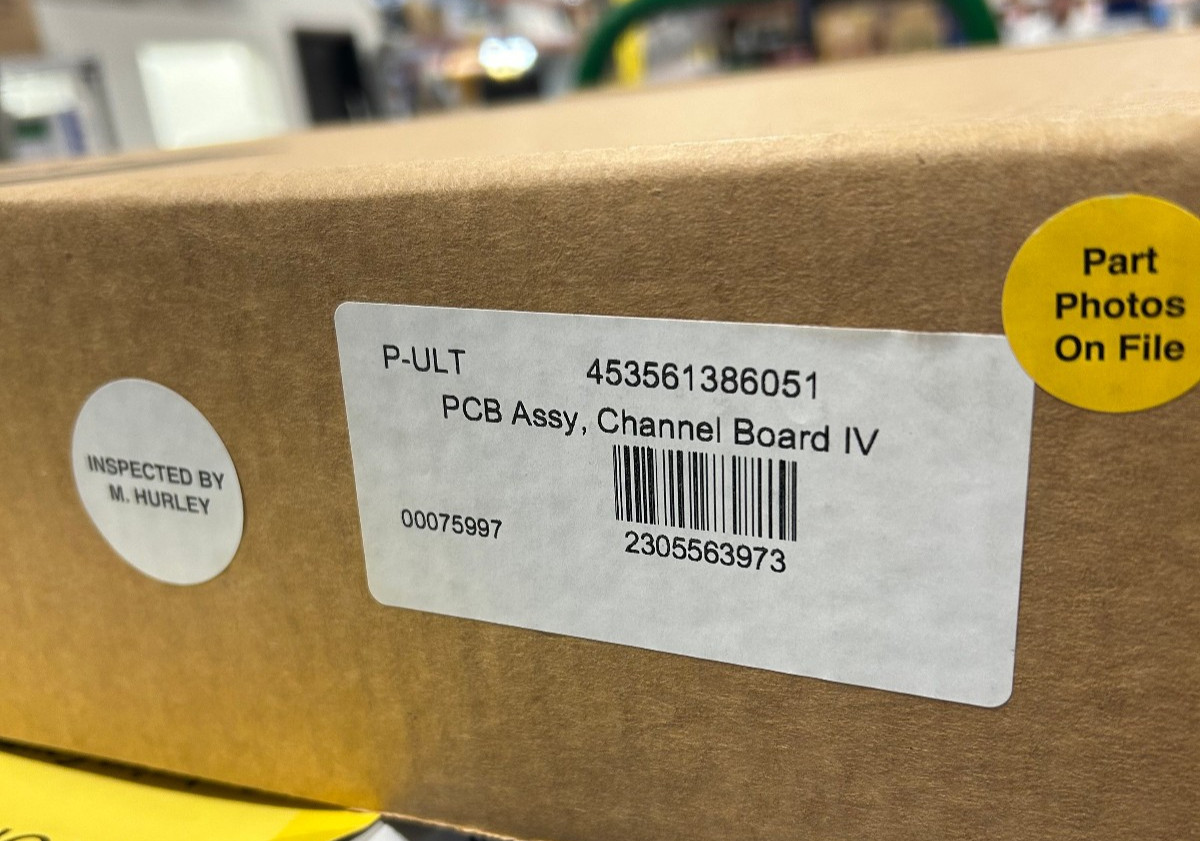 Part
Photos
On File
P-ULT 453561386051
PCB Assy, Channel Board IV
00075997
2305563973
INSPECTED BY
M. HURLEY